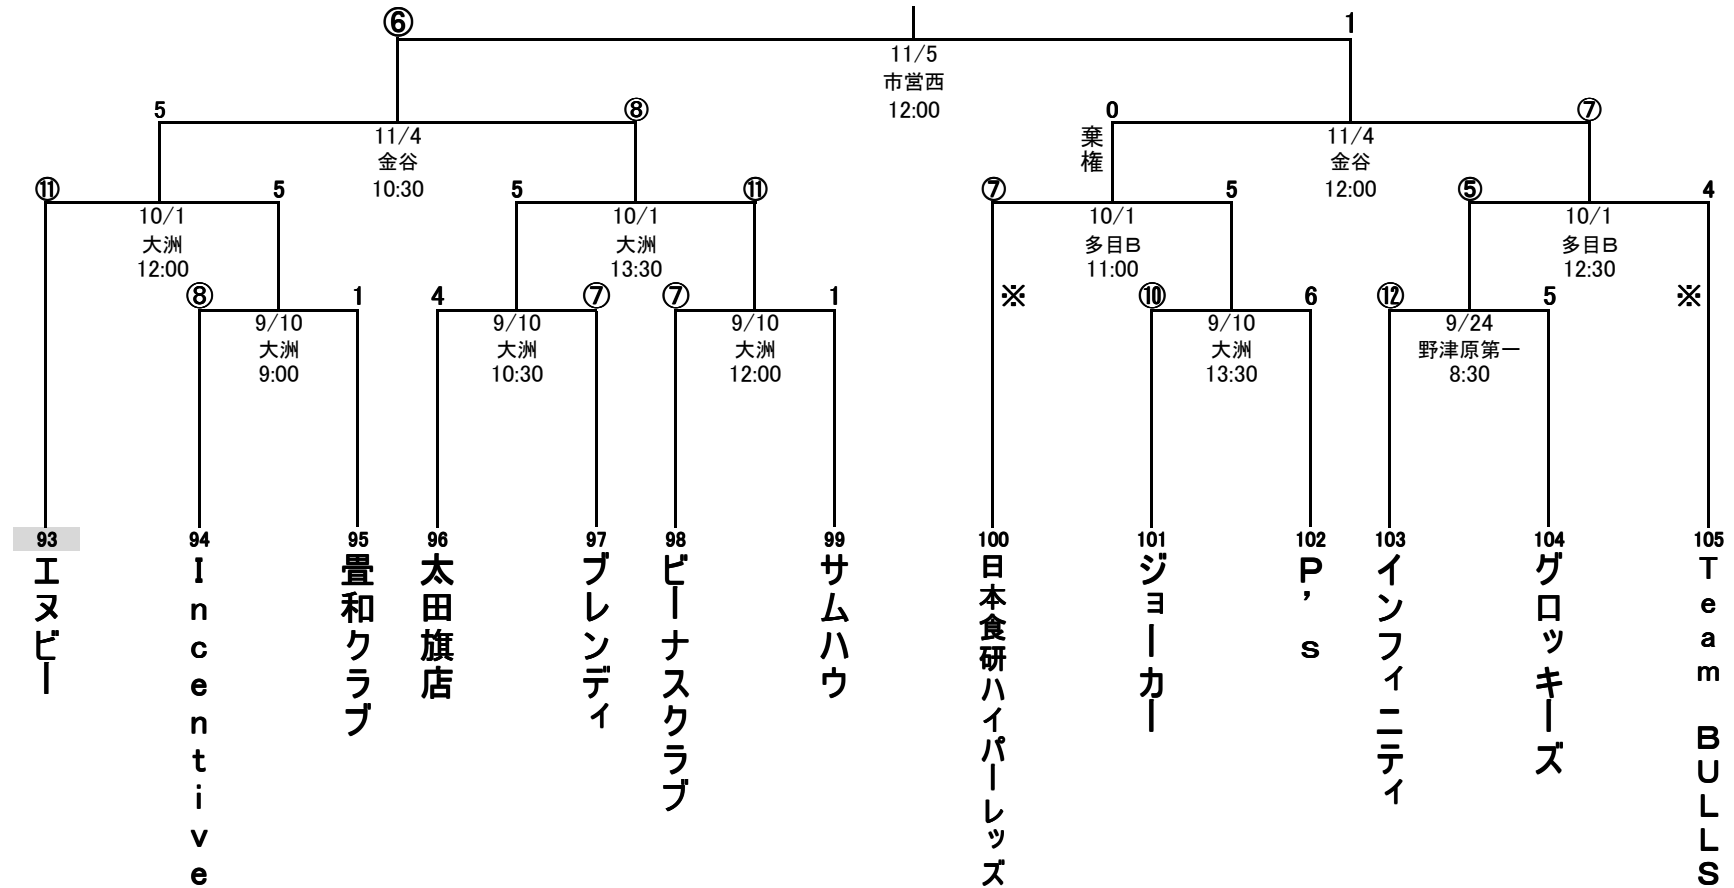 ⑥ 1
11/5
市営西
12:00
5 ⑧ 0 ⑦
11/4
金谷
10:30
棄権
11/4
金谷
12:00
⑪ 5 5 ⑪ ⑦ 5 ⑤ 4
10/1
大洲
12:00
10/1
大洲
13:30
10/1
多目B
11:00
10/1
多目B
12:30
⑧ 1 4 ⑦ ⑦ 1 ※ ⑩ 6 ⑫ 5 ※
9/10
大洲
9:00
9/10
大洲
10:30
9/10
大洲
12:00
9/10
大洲
13:30
9/24
野津原第一
8:30
93 94 95 96 97 98 99 100 101 102 103 104 105
エヌビー
Incentive
畳和クラブ
太田旗店
ブレンディ
ビーナスクラブ
サムハウ
日本食研ハイパーレッズ
ジョーカー
P’s
インフィニティ
グロッキーズ
Team BULLS